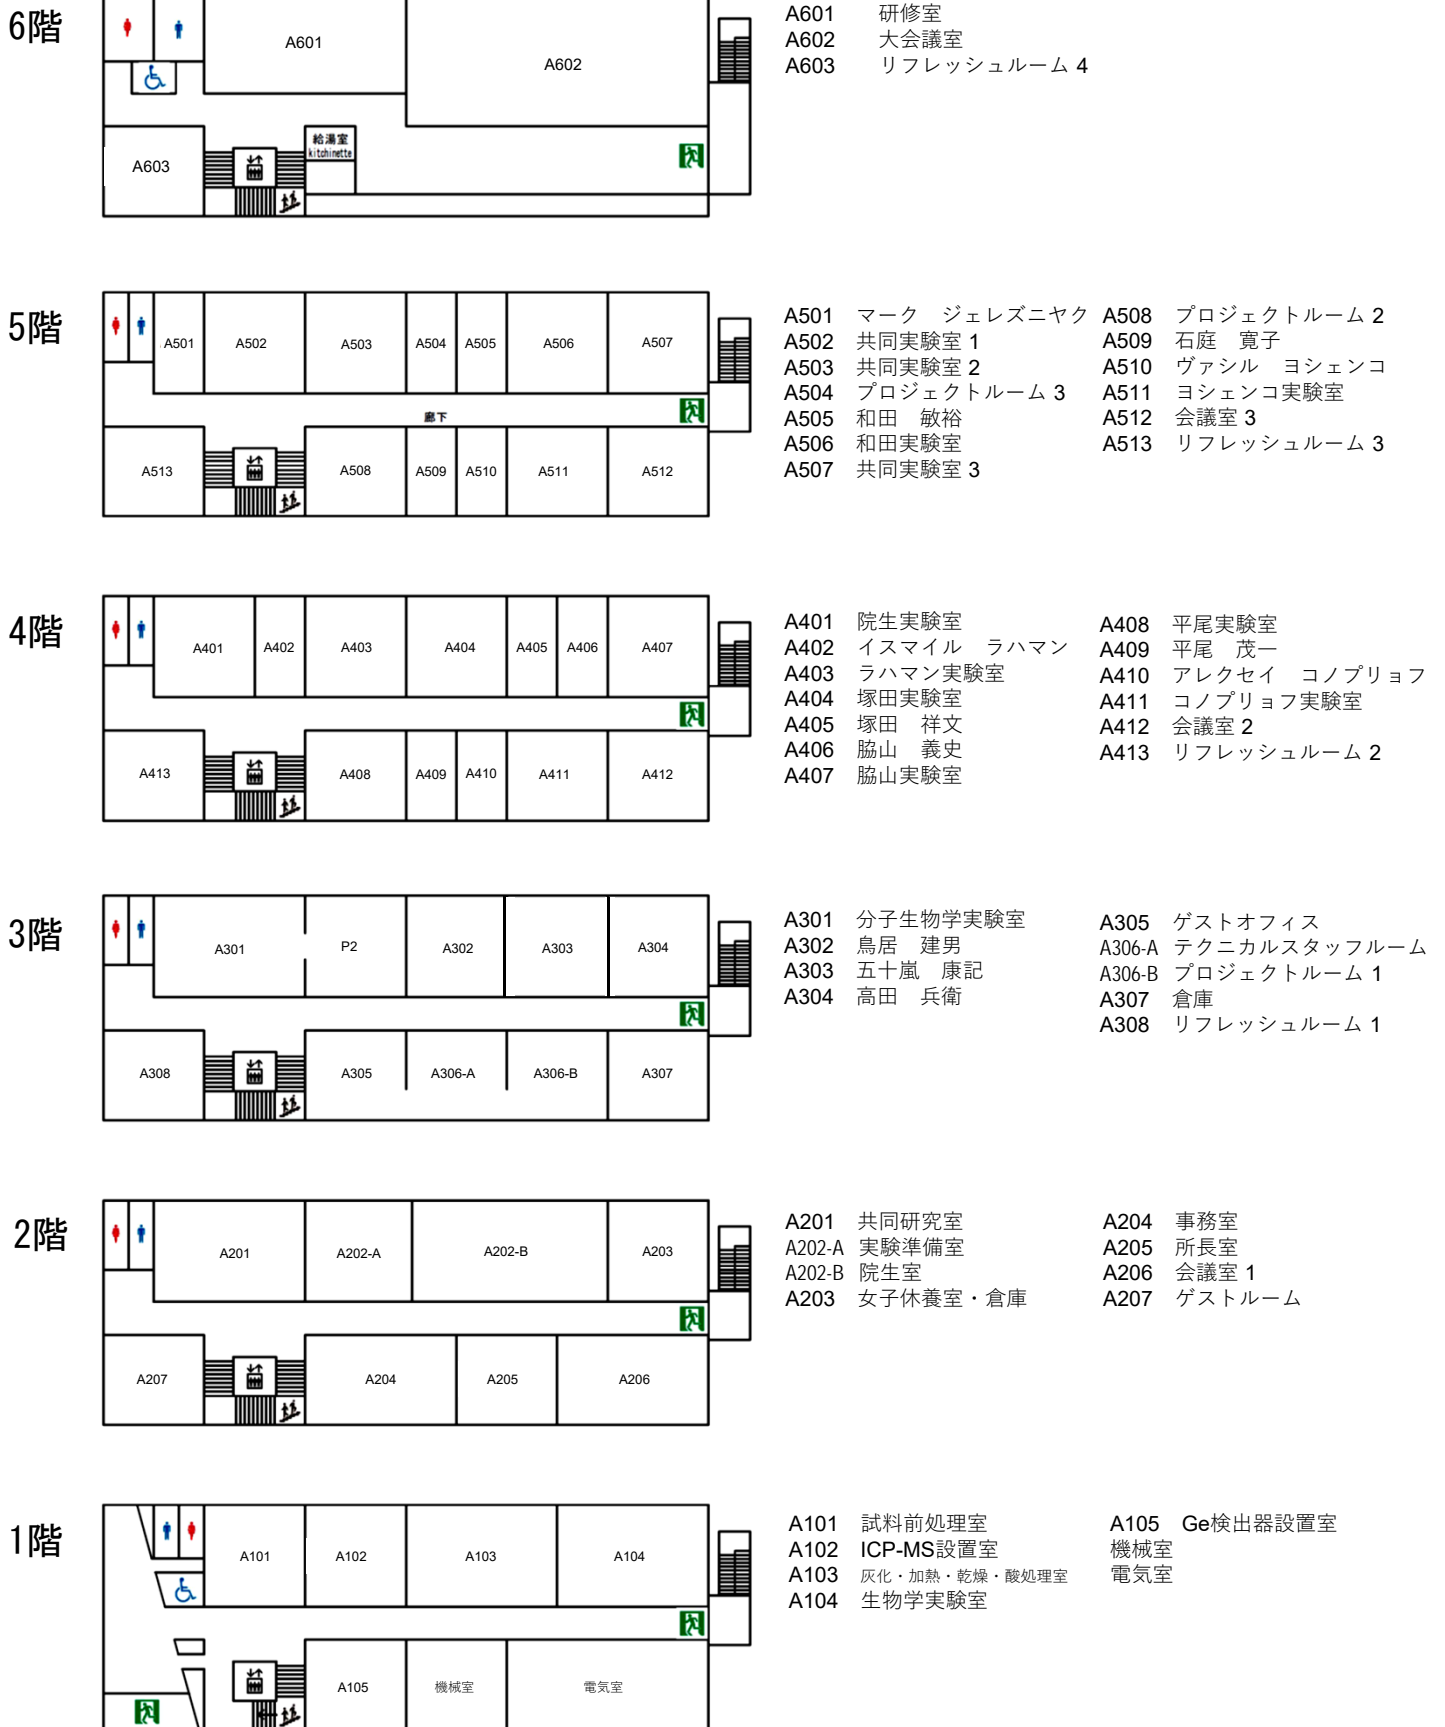 6階
A601
A602
給湯室
kitchinette
A603
A601 研修室
A602 大会議室
A603 リフレッシュルーム 4
5階
A501 A502 A503 A504 A505 A506 A507
廊下
A513 A508 A509 A510 A511 A512
A501 マーク ジェレズニヤク
A502 共同実験室 1
A503 共同実験室 2
A504 プロジェクトルーム 3
A505 和田 敏裕
A506 和田実験室
A507 共同実験室 3
A508 プロジェクトルーム 2
A509 石庭 寛子
A510 ヴァシル ヨシェンコ
A511 ヨシェンコ実験室
A512 会議室 3
A513 リフレッシュルーム 3
4階
A401 A402 A403 A404 A405 A406 A407
A413 A408 A409 A410 A411 A412
A401 院生実験室
A402 イスマイル ラハマン
A403 ラハマン実験室
A404 塚田実験室
A405 塚田 祥文
A406 脇山 義史
A407 脇山実験室
A408 平尾実験室
A409 平尾 茂一
A410 アレクセイ コノプリョフ
A411 コノプリョフ実験室
A412 会議室 2
A413 リフレッシュルーム 2
3階
A301 P2 A302 A303 A304
A308 A305 A306-A A306-B A307
A301 分子生物学実験室
A302 鳥居 建男
A303 五十嵐 康記
A304 高田 兵衛
A305 ゲストオフィス
A306-A テクニカルスタッフルーム
A306-B プロジェクトルーム 1
A307 倉庫
A308 リフレッシュルーム 1
2階
A201 A202-A A202-B A203
A207 A204 A205 A206
A201 共同研究室
A202-A 実験準備室
A202-B 院生室
A203 女子休養室・倉庫
A204 事務室
A205 所長室
A206 会議室 1
A207 ゲストルーム
1階
A101 A102 A103 A104
A105 機械室 電気室
A101 試料前処理室
A102 ICP-MS設置室
A103 灰化・加熱・乾燥・酸処理室
A104 生物学実験室
A105 Ge検出器設置室
機械室
電気室